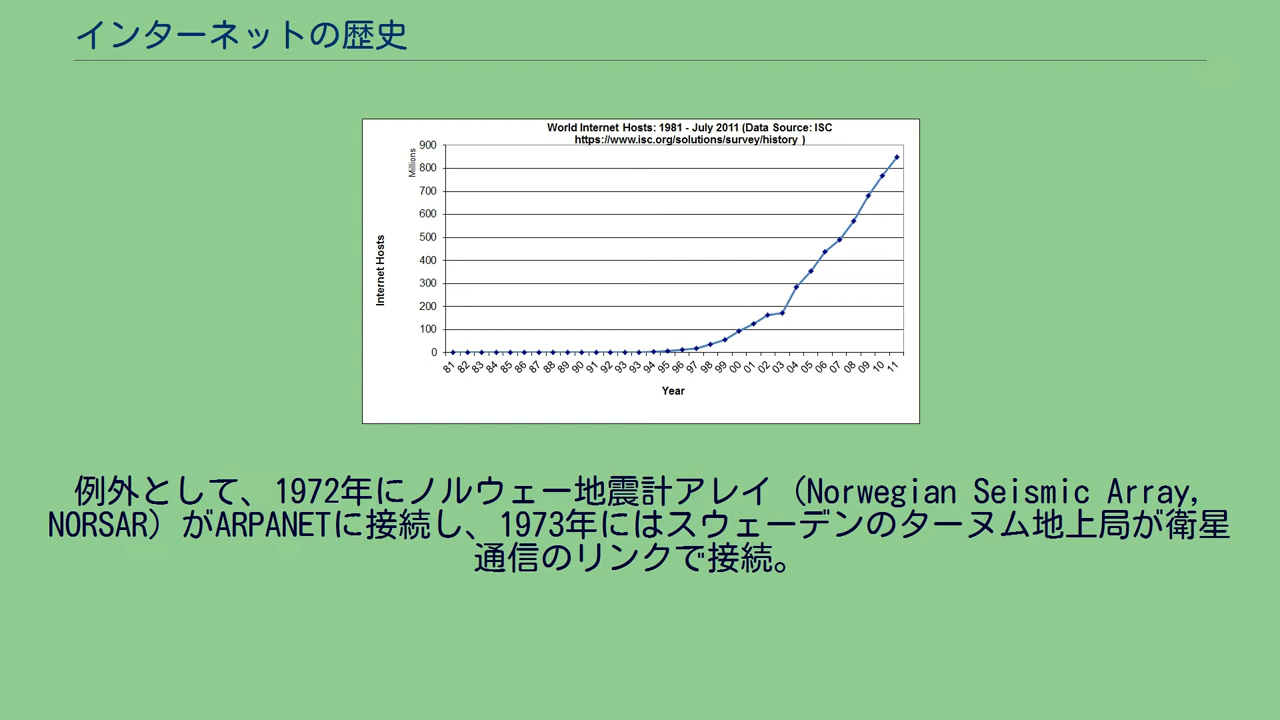 インターネットの歴史
World Internet Hosts: 1981 - July 2011 (Data Source: ISC
https://www.isc.org/solutions/survey/history )
Millions
Internet Hosts
900
800
700
600
500
400
300
200
100
0
81 82 83 84 85 86 87 88 89 90 91 92 93 93 94 95 96 97 98 99 00 01 02 03 04 05 06 07 08 09 10 11
Year
例外として、1972年にノルウェー地震計アレイ（Norwegian Seismic Array,
NORSAR）がARPANETに接続し、1973年にはスウェーデンのターヌム地上局が衛星
通信のリンクで接続。